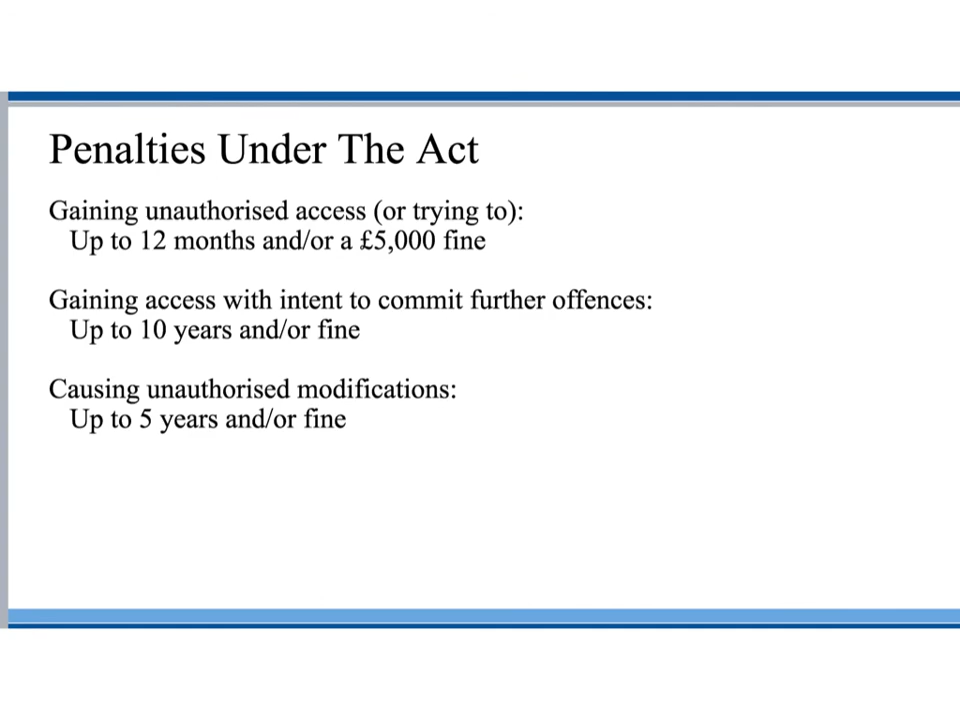 Penalties Under The Act
Gaining unauthorised access (or trying to):
Up to 12 months and/or a £5,000 fine
Gaining access with intent to commit further offences:
Up to 10 years and/or fine
Causing unauthorised modifications:
Up to 5 years and/or fine